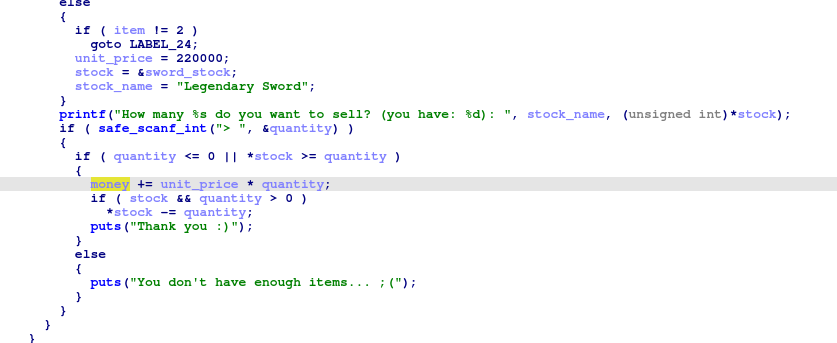 else
{
if ( item != 2 )
goto LABEL_24;
unit_price = 220000;
stock = &sword_stock;
stock_name = "Legendary Sword";
}
printf("How many %s do you want to sell? (you have: %d): ", stock_name, (unsigned int)*stock);
if ( safe_scanf_int("> ", &quantity) )
{
if ( quantity <= 0 || *stock >= quantity )
{
money += unit_price * quantity;
if ( stock && quantity > 0 )
*stock -= quantity;
puts("Thank you :)");
}
else
{
puts("You don't have enough items... ;(");
}
}
}
}